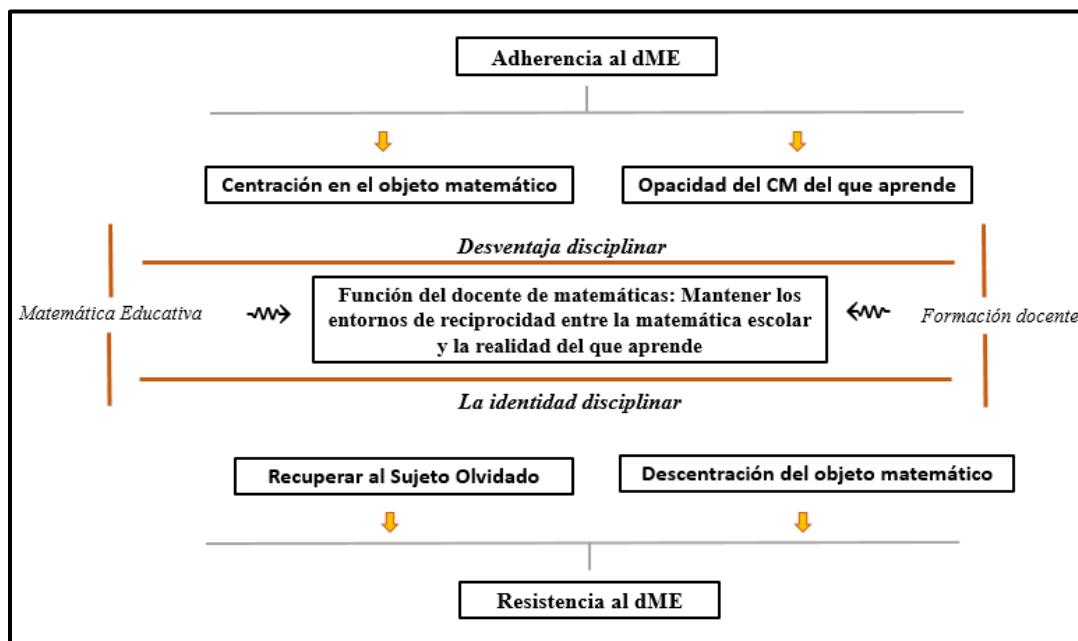 Adherencia al dME
Centración en el objeto matemático
Opacidad del CM del que aprende
Desventaja disciplinar
Matemática Educativa
Función del docente de matemáticas: Mantener los
entornos de reciprocidad entre la matemática escolar
y la realidad del que aprende
Formación docente
La identidad disciplinar
Recuperar al Sujeto Olvidado
Descentración del objeto matemático
Resistencia al dME